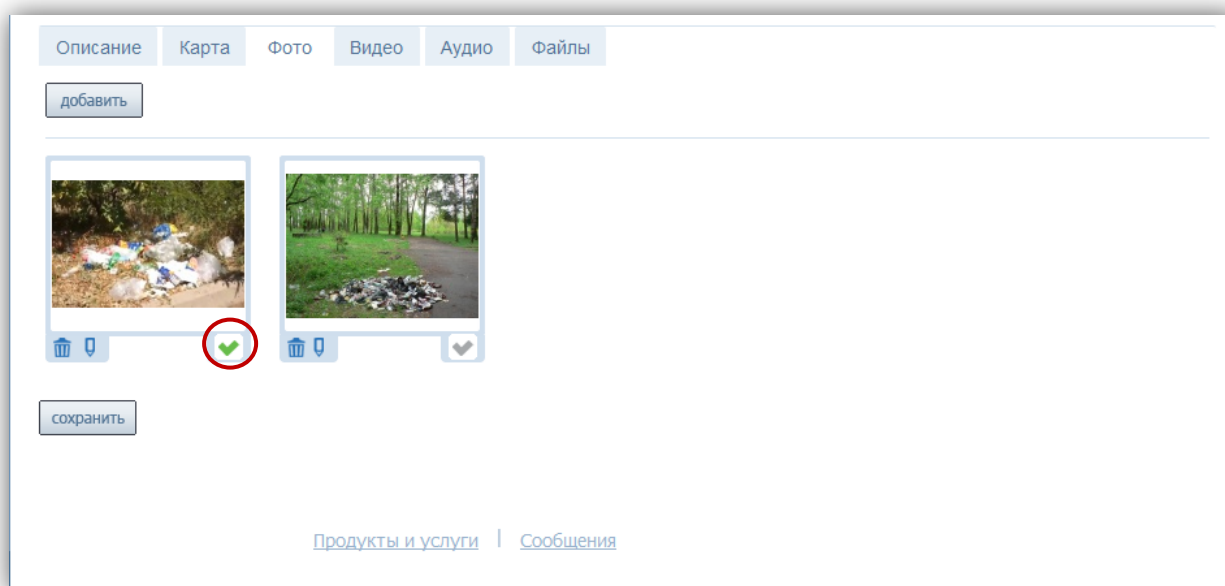 Описание Карта Фото Видео Аудио Файлы
добавить
сохранить
Продукты и услуги | Сообщения